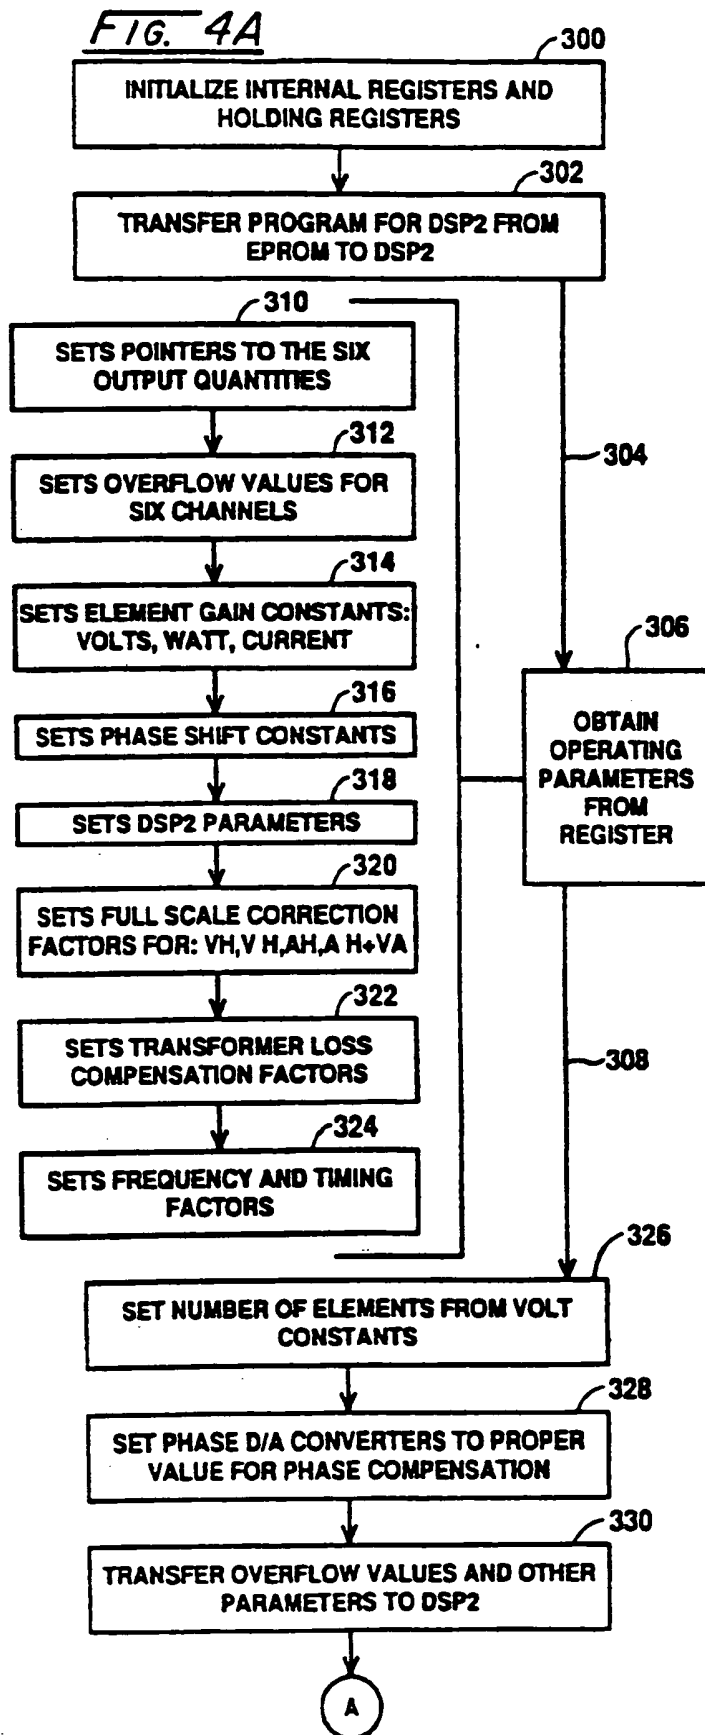 FIG. 4A
300
INITIALIZE INTERNAL REGISTERS AND
HOLDING REGISTERS
302
TRANSFER PROGRAM FOR DSP2 FROM
EPROM TO DSP2
304
306
OBTAIN
OPERATING
PARAMETERS
FROM
REGISTER
310
SETS POINTERS TO THE SIX
OUTPUT QUANTITIES
312
SETS OVERFLOW VALUES FOR
SIX CHANNELS
314
SETS ELEMENT GAIN CONSTANTS:
VOLTS, WATT, CURRENT
316
SETS PHASE SHIFT CONSTANTS
318
SETS DSP2 PARAMETERS
320
SETS FULL SCALE CORRECTION
FACTORS FOR: VH,V H,AH,A H+VA
322
SETS TRANSFORMER LOSS
COMPENSATION FACTORS
324
SETS FREQUENCY AND TIMING
FACTORS
308
326
SET NUMBER OF ELEMENTS FROM VOLT
CONSTANTS
328
SET PHASE D/A CONVERTERS TO PROPER
VALUE FOR PHASE COMPENSATION
330
TRANSFER OVERFLOW VALUES AND OTHER
PARAMETERS TO DSP2
A